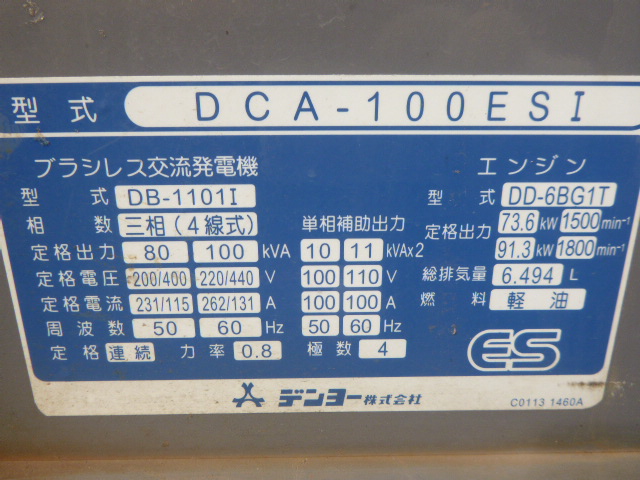 型式 DCA-100ESI
ブラシレス交流発電機
型式 DB-1101I
相数 三相(4線式) 単相補助出力
定格出力 80 100 kVA 10 11 kVAx2
定格電圧 200/400 220/440 V 100 110 V
定格電流 231/115 262/131 A 100 100 A
周波数 50 60 Hz 50 60 Hz
定格 連続 力率 0.8 極数 4
エンジン
型式 DD-6BG1T
定格出力 73.6 kW 1500 min⁻¹
91.3 kW 1800 min⁻¹
総排気量 6.494 L
燃料 軽油
ES
デンヨー株式会社
C0113 1460A